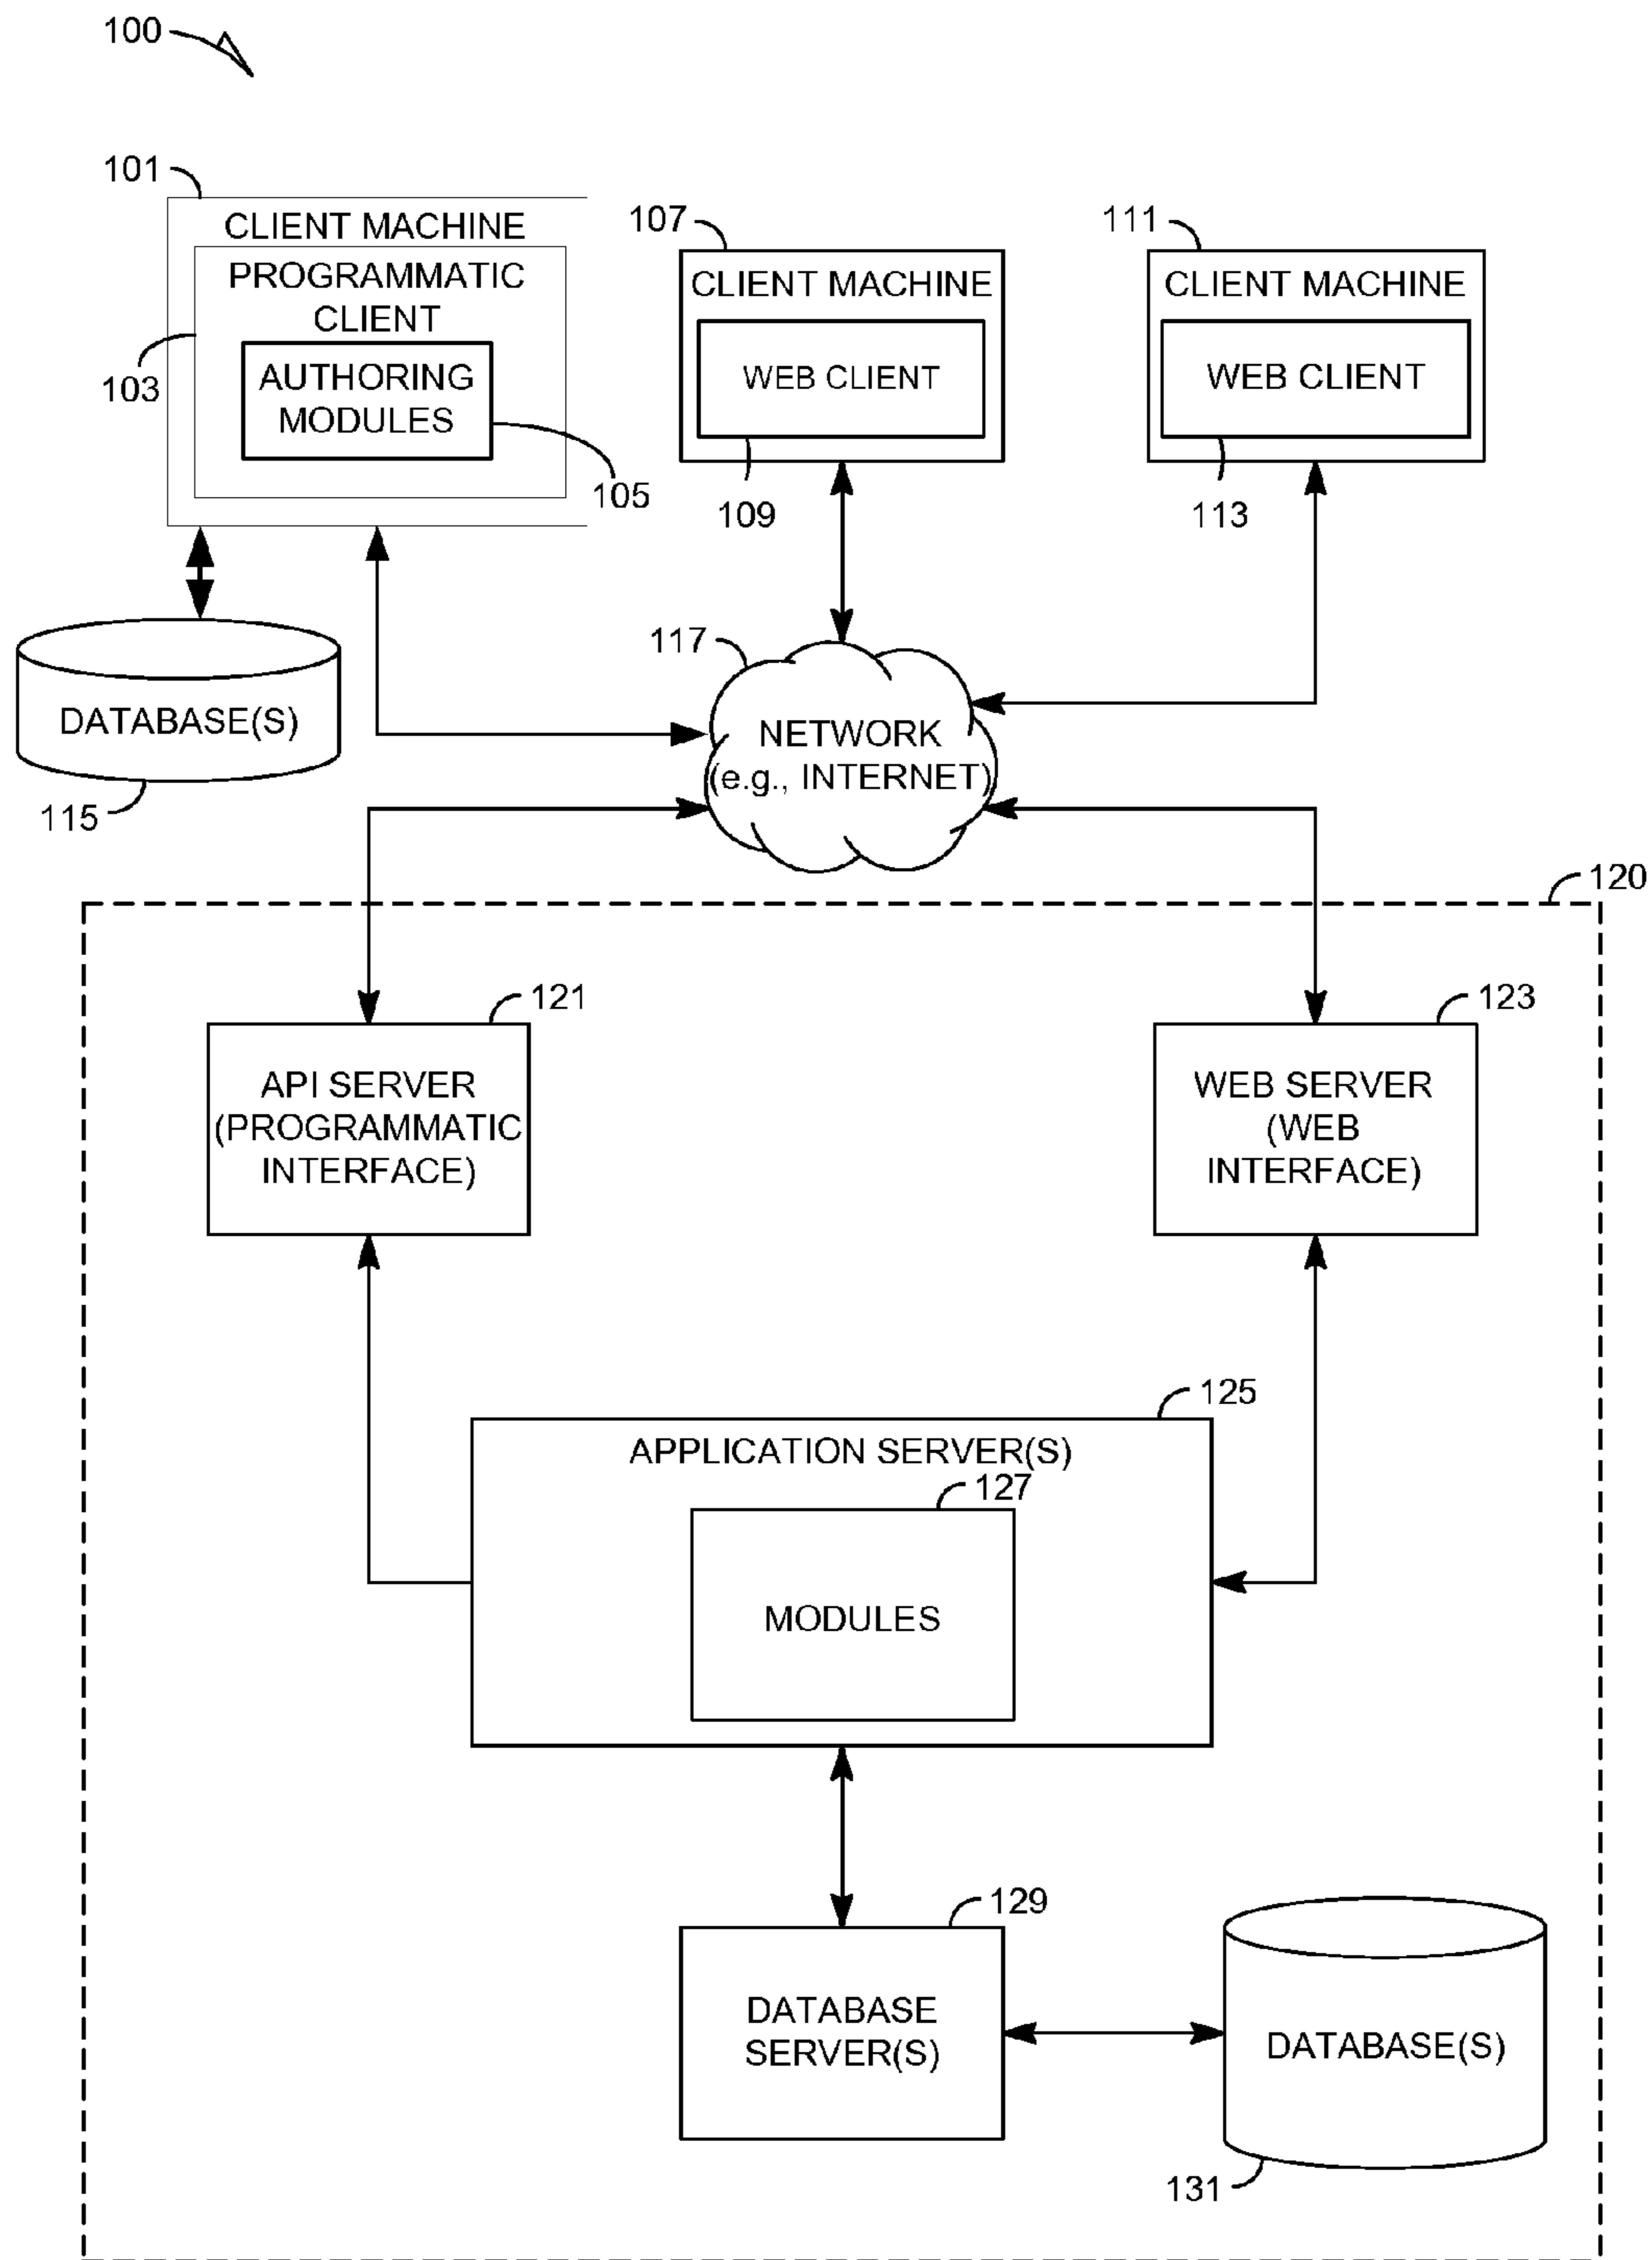 100
101
CLIENT MACHINE
PROGRAMMATIC
CLIENT
103
AUTHORING
MODULES
105
107
CLIENT MACHINE
WEB CLIENT
109
111
CLIENT MACHINE
WEB CLIENT
113
DATABASE(S)
115
117
NETWORK
(e.g., INTERNET)
120
121
API SERVER
(PROGRAMMATIC
INTERFACE)
123
WEB SERVER
(WEB
INTERFACE)
125
APPLICATION SERVER(S)
127
MODULES
129
DATABASE
SERVER(S)
DATABASE(S)
131